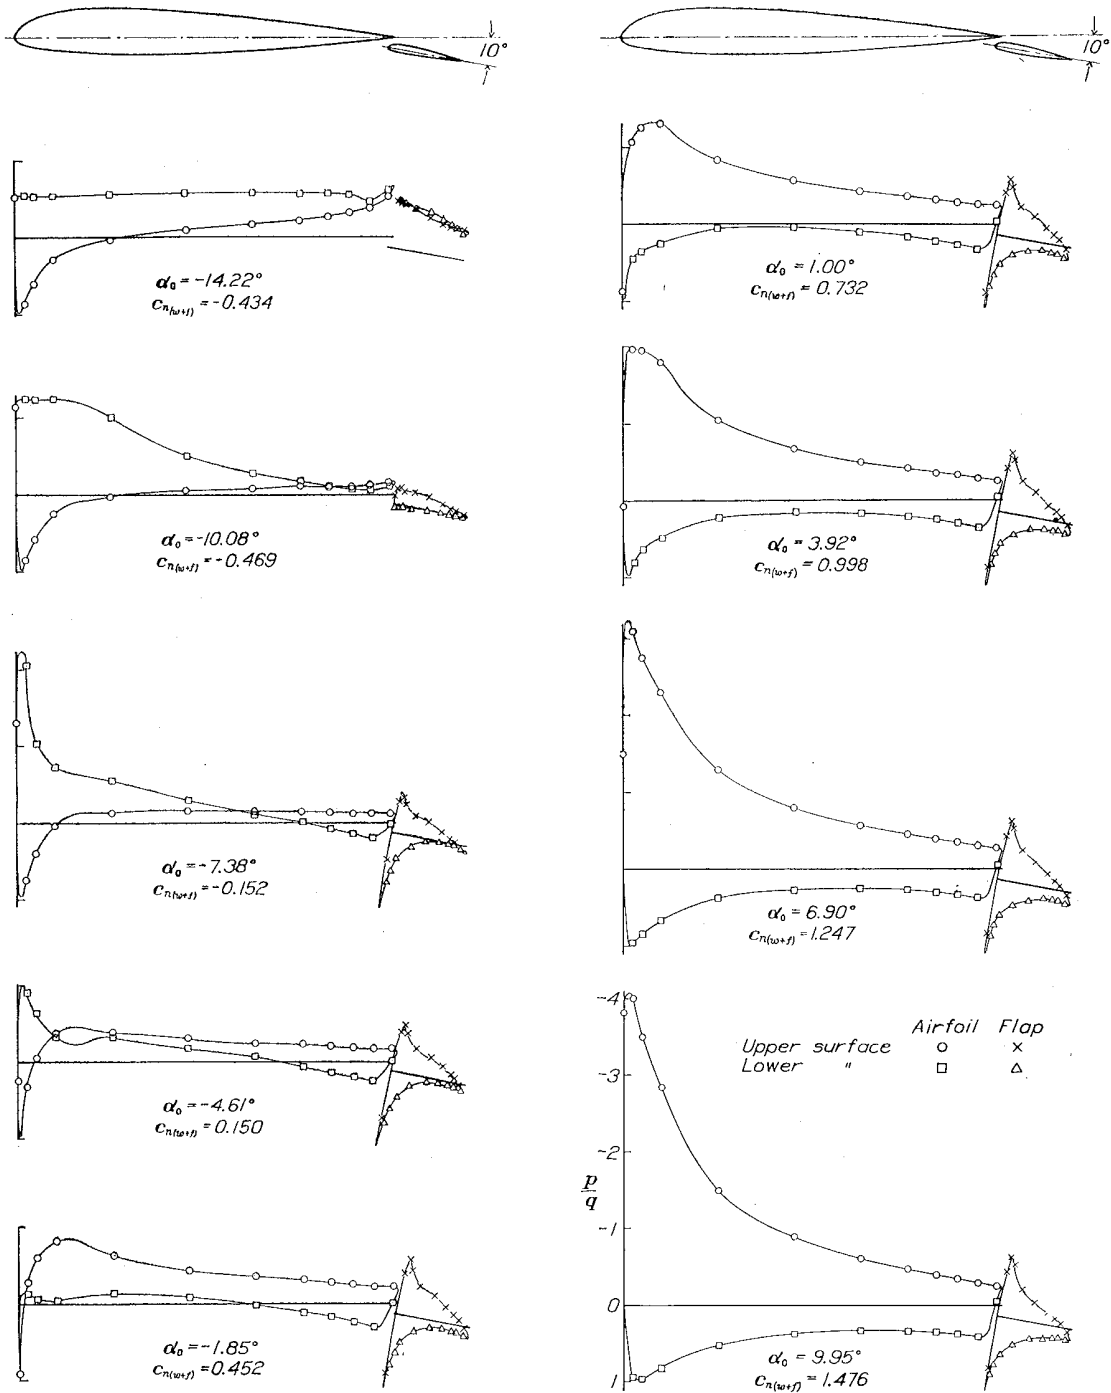 10°
10°
α₀ = -14.22°
cn(w+f) = -0.434
α₀ = -10.08°
cn(w+f) = -0.469
α₀ = -7.38°
cn(w+f) = -0.152
α₀ = -4.61°
cn(w+f) = 0.150
α₀ = -1.85°
cn(w+f) = 0.452
α₀ = 1.00°
cn(w+f) = 0.732
α₀ = 3.92°
cn(w+f) = 0.998
α₀ = 6.90°
cn(w+f) = 1.247
-4
-3
-2
-1
0
1
p
q
Airfoil Flap
Upper surface ○ ×
Lower " □ △
α₀ = 9.95°
cn(w+f) = 1.476